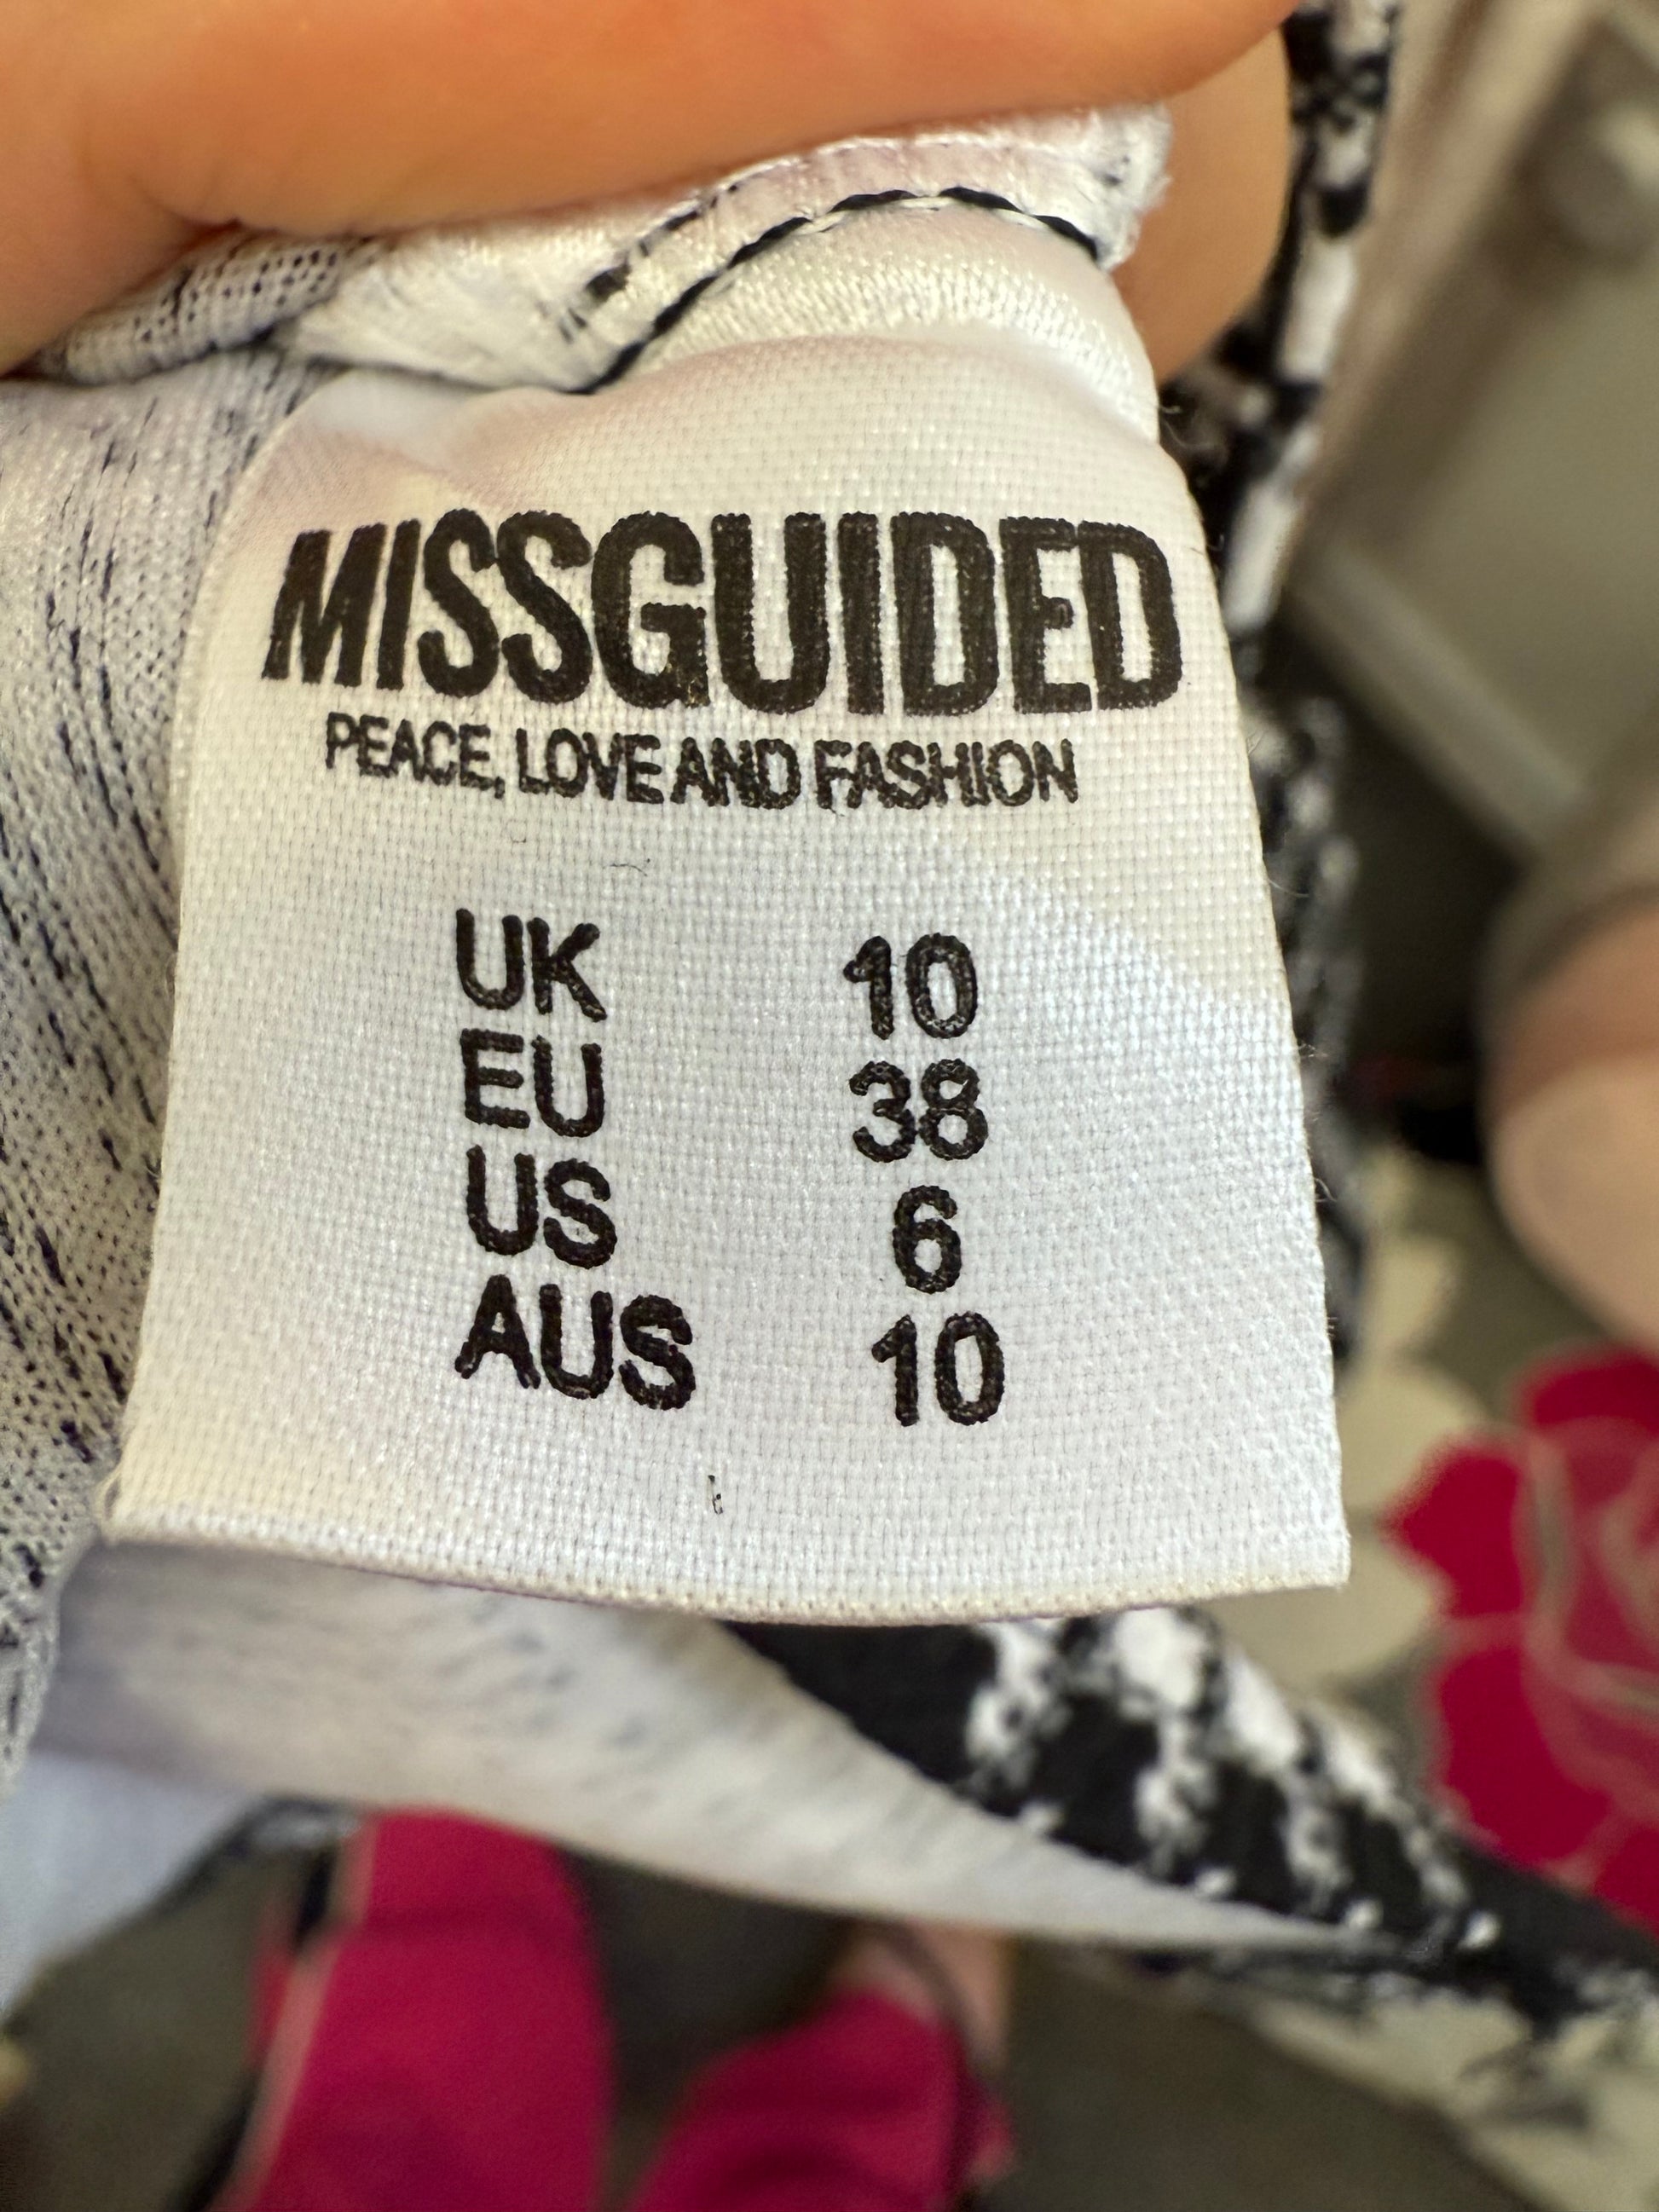 MISSGUIDED
PEACE, LOVE AND FASHION
UK 10
EU 38
US 6
AUS 10